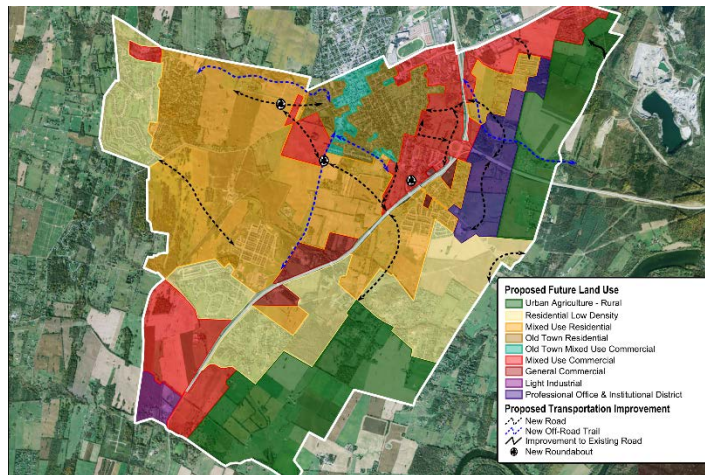 Proposed Future Land Use
Urban Agriculture - Rural
Residential Low Density
Mixed Use Residential
Old Town Residential
Old Town Mixed Use Commercial
Mixed Use Commercial
General Commercial
Light Industrial
Professional Office & Institutional District
Proposed Transportation Improvement
New Road
New Off-Road Trail
Improvement to Existing Road
New Roundabout